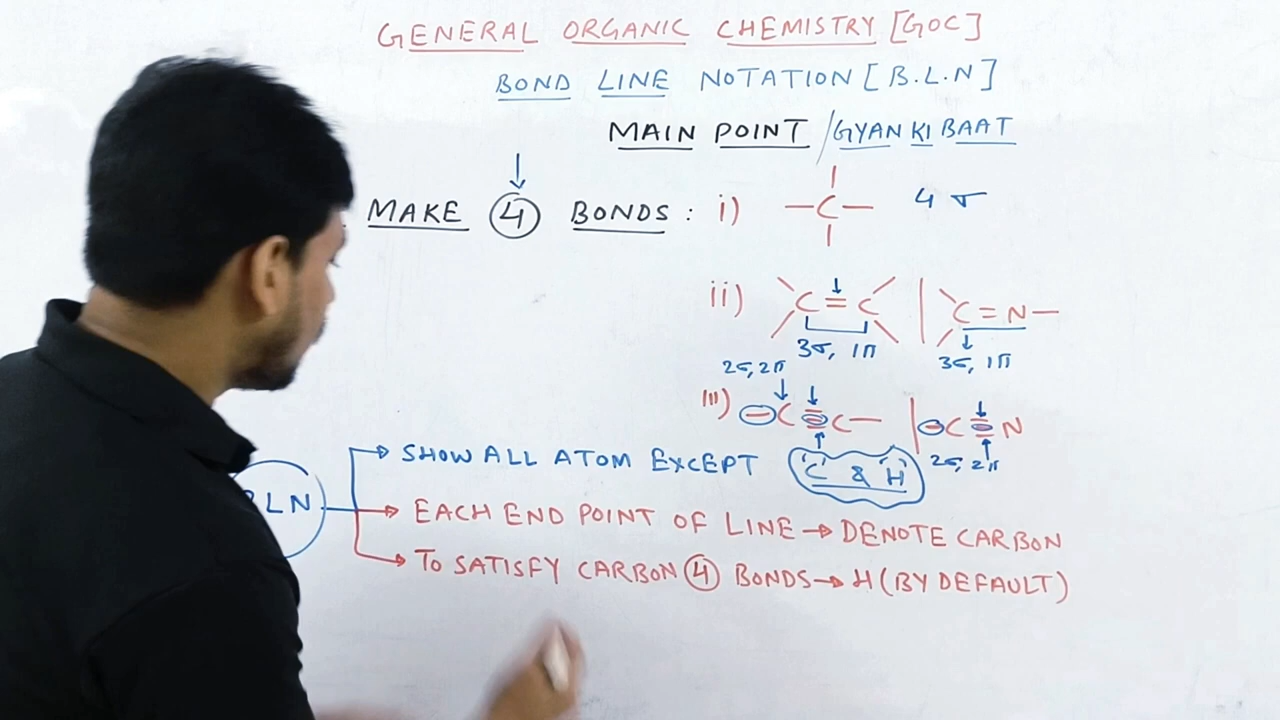 GENERAL ORGANIC CHEMISTRY [GOC]
BOND LINE NOTATION [B.L.N]
MAIN POINT / GYAN KI BAAT
MAKE 4 BONDS : i) —C— 4 σ
ii) C = C | C = N —
3σ, 1π 3σ, 1π
2σ, 2π
iii) — C ≡ C — | — C ≡ N
2σ, 2π
SHOW ALL ATOM EXCEPT 'C' & 'H'
LN
EACH END POINT OF LINE → DENOTE CARBON
TO SATISFY CARBON 4 BONDS → H (BY DEFAULT)